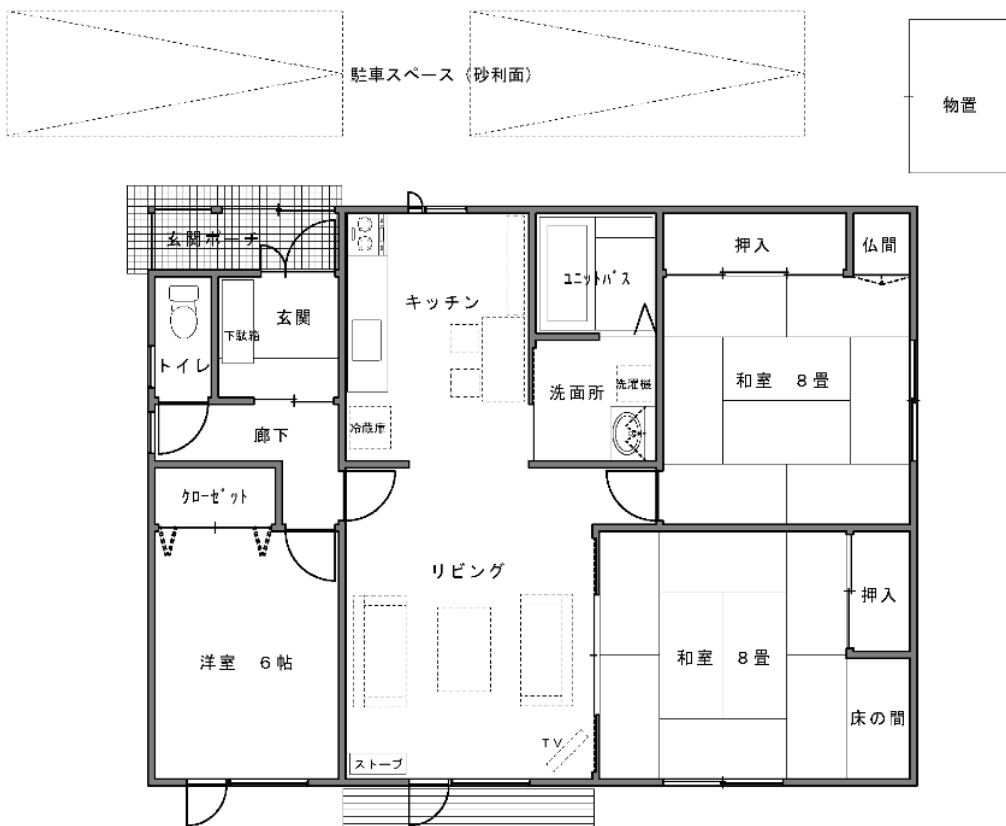 駐車スペース（砂利面）
物置
玄関ポーチ
押入
仏間
ユニットバス
キッチン
玄関
下駄箱
トイレ
洗面所
洗濯機
和室 8畳
冷蔵庫
廊下
クローゼット
リビング
押入
洋室 6帖
和室 8畳
床の間
TV
ストーブ